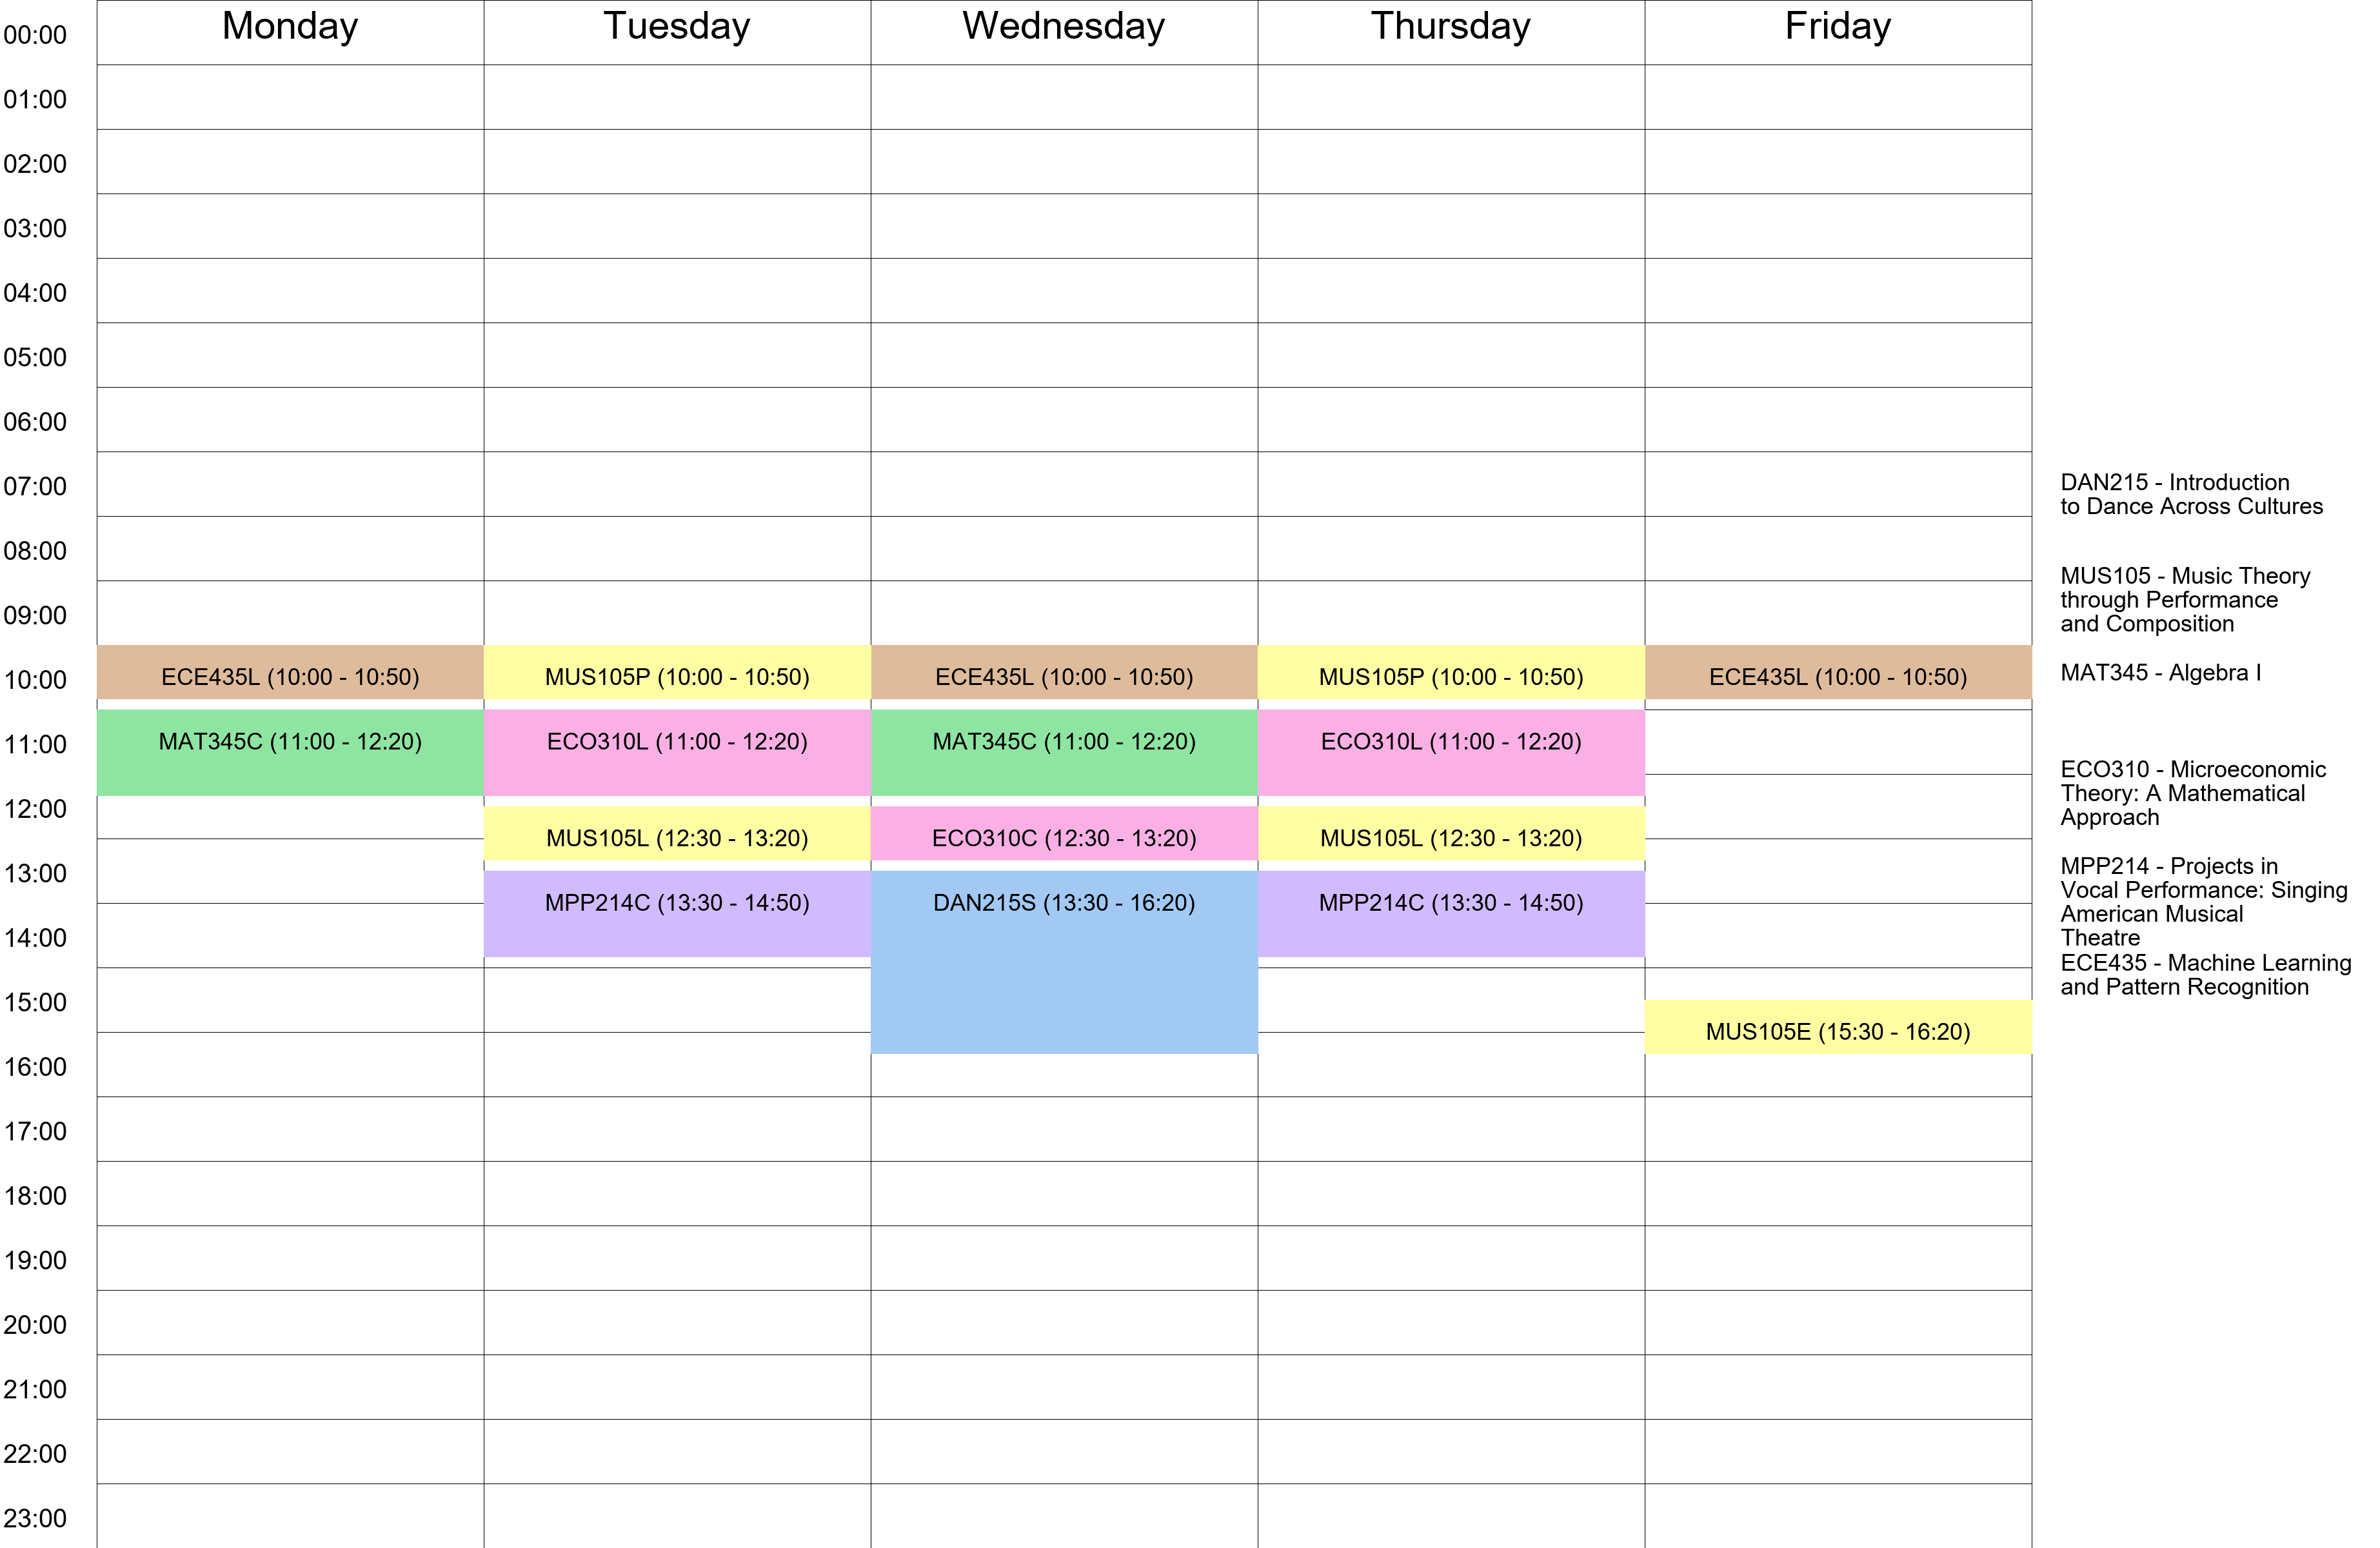 Monday Tuesday Wednesday Thursday Friday
00:00
01:00
02:00
03:00
04:00
05:00
06:00
07:00
08:00
09:00
10:00 ECE435L (10:00 - 10:50) MUS105P (10:00 - 10:50) ECE435L (10:00 - 10:50) MUS105P (10:00 - 10:50) ECE435L (10:00 - 10:50)
11:00 MAT345C (11:00 - 12:20) ECO310L (11:00 - 12:20) MAT345C (11:00 - 12:20) ECO310L (11:00 - 12:20)
12:00
MUS105L (12:30 - 13:20) ECO310C (12:30 - 13:20) MUS105L (12:30 - 13:20)
13:00
MPP214C (13:30 - 14:50) DAN215S (13:30 - 16:20) MPP214C (13:30 - 14:50)
14:00
15:00
MUS105E (15:30 - 16:20)
16:00
17:00
18:00
19:00
20:00
21:00
22:00
23:00
DAN215 - Introduction
to Dance Across Cultures
MUS105 - Music Theory
through Performance
and Composition
MAT345 - Algebra I
ECO310 - Microeconomic
Theory: A Mathematical
Approach
MPP214 - Projects in
Vocal Performance: Singing
American Musical
Theatre
ECE435 - Machine Learning
and Pattern Recognition